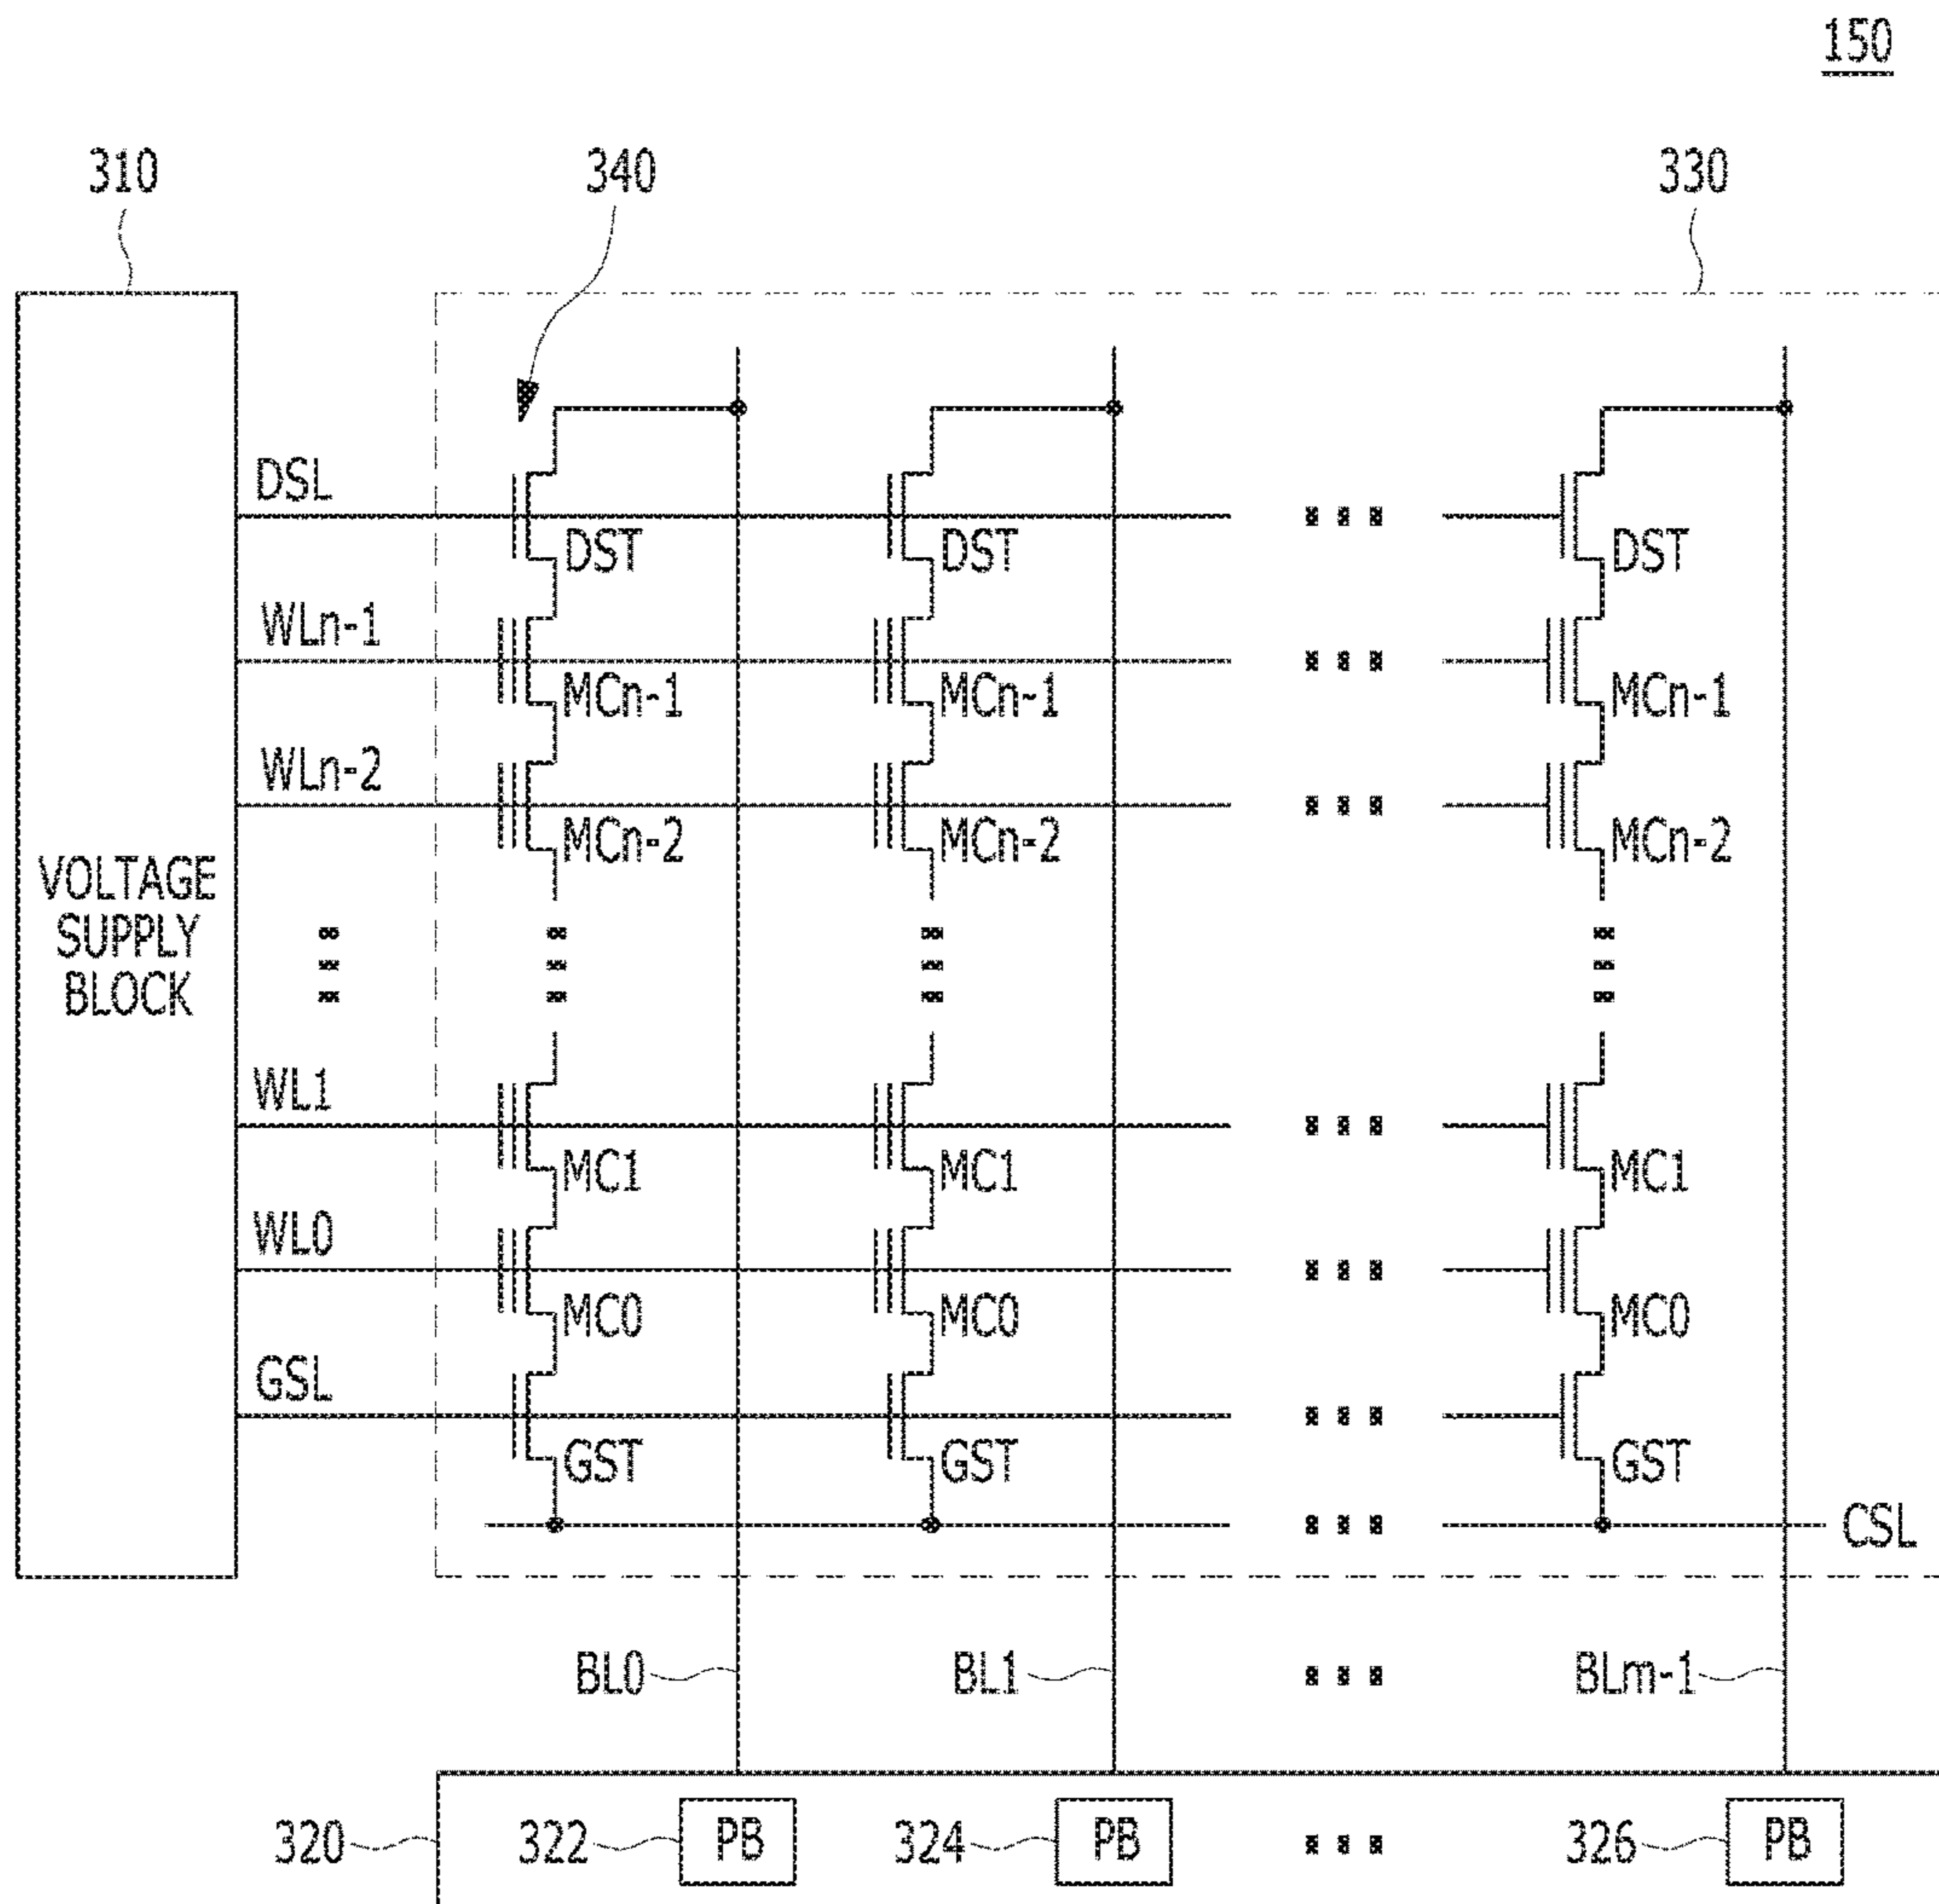 150
310 340 330
DSL
DST DST DST
WLn-1
MCn-1 MCn-1 MCn-1
WLn-2
MCn-2 MCn-2 MCn-2
VOLTAGE
SUPPLY
BLOCK
WL1
MC1 MC1 MC1
WL0
MC0 MC0 MC0
GSL
GST GST GST
CSL
BL0 BL1 BLm-1
320 322 PB 324 PB 326 PB